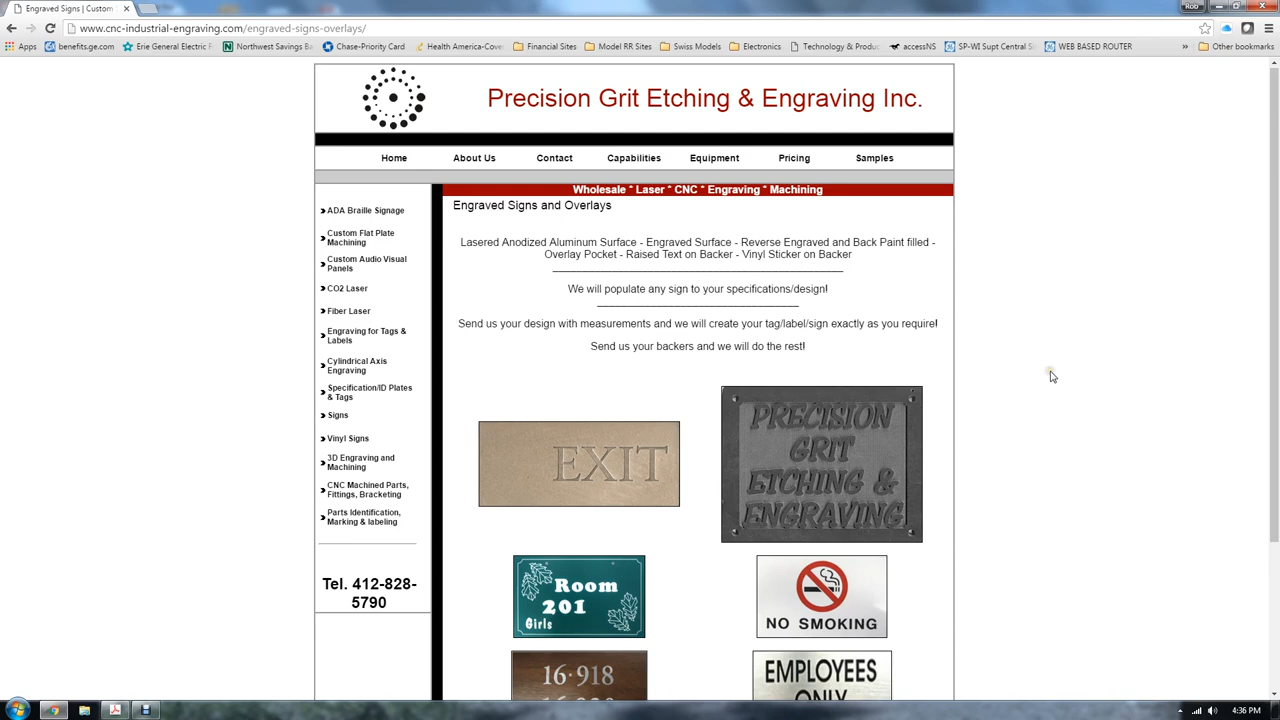 Engraved Signs | Custom
Rob
www.cnc-industrial-engraving.com/engraved-signs-overlays/
Apps benefits.ge.com Erie General Electric F Northwest Savings B Chase-Priority Card Health America-Cove Financial Sites Model RR Sites Swiss Models Electronics Technology & Produ accessNS SP-WI Supt Central S WEB BASED ROUTER » Other bookmarks
Precision Grit Etching & Engraving Inc.
Home About Us Contact Capabilities Equipment Pricing Samples
Wholesale * Laser * CNC * Engraving * Machining
ADA Braille Signage
Custom Flat Plate
Machining
Custom Audio Visual
Panels
CO2 Laser
Fiber Laser
Engraving for Tags &
Labels
Cylindrical Axis
Engraving
Specification/ID Plates
& Tags
Signs
Vinyl Signs
3D Engraving and
Machining
CNC Machined Parts,
Fittings, Bracketing
Parts Identification,
Marking & labeling
Tel. 412-828-
5790
Engraved Signs and Overlays
Lasered Anodized Aluminum Surface - Engraved Surface - Reverse Engraved and Back Paint filled -
Overlay Pocket - Raised Text on Backer - Vinyl Sticker on Backer
We will populate any sign to your specifications/design!
Send us your design with measurements and we will create your tag/label/sign exactly as you require!
Send us your backers and we will do the rest!
EXIT
PRECISION
GRIT
ETCHING &
ENGRAVING
Room
201
Girls
NO SMOKING
16·918
EMPLOYEES
ONLY
4:36 PM